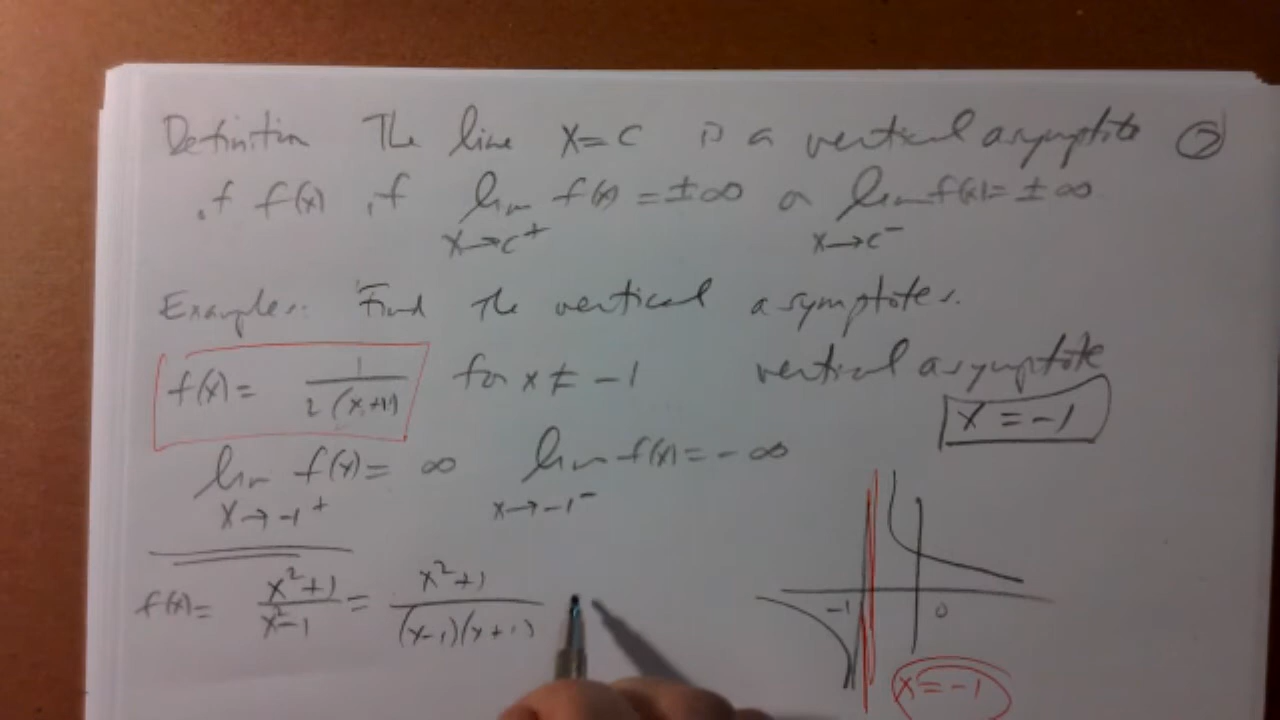 Definition The line x=c is a vertical asymptote ②
of f(x) if lim f(x) = ±∞ or lim f(x) = ±∞
x→c⁺ x→c⁻
Examples. Find the vertical asymptotes.
f(x) = 1/(2(x+1)) for x ≠ -1 vertical asymptote
x = -1
lim f(x) = ∞ lim f(x) = -∞
x→-1⁺ x→-1⁻
f(x) = (x²+1)/(x²-1) = (x²+1)/((x-1)(x+1))
-1 0
x = -1